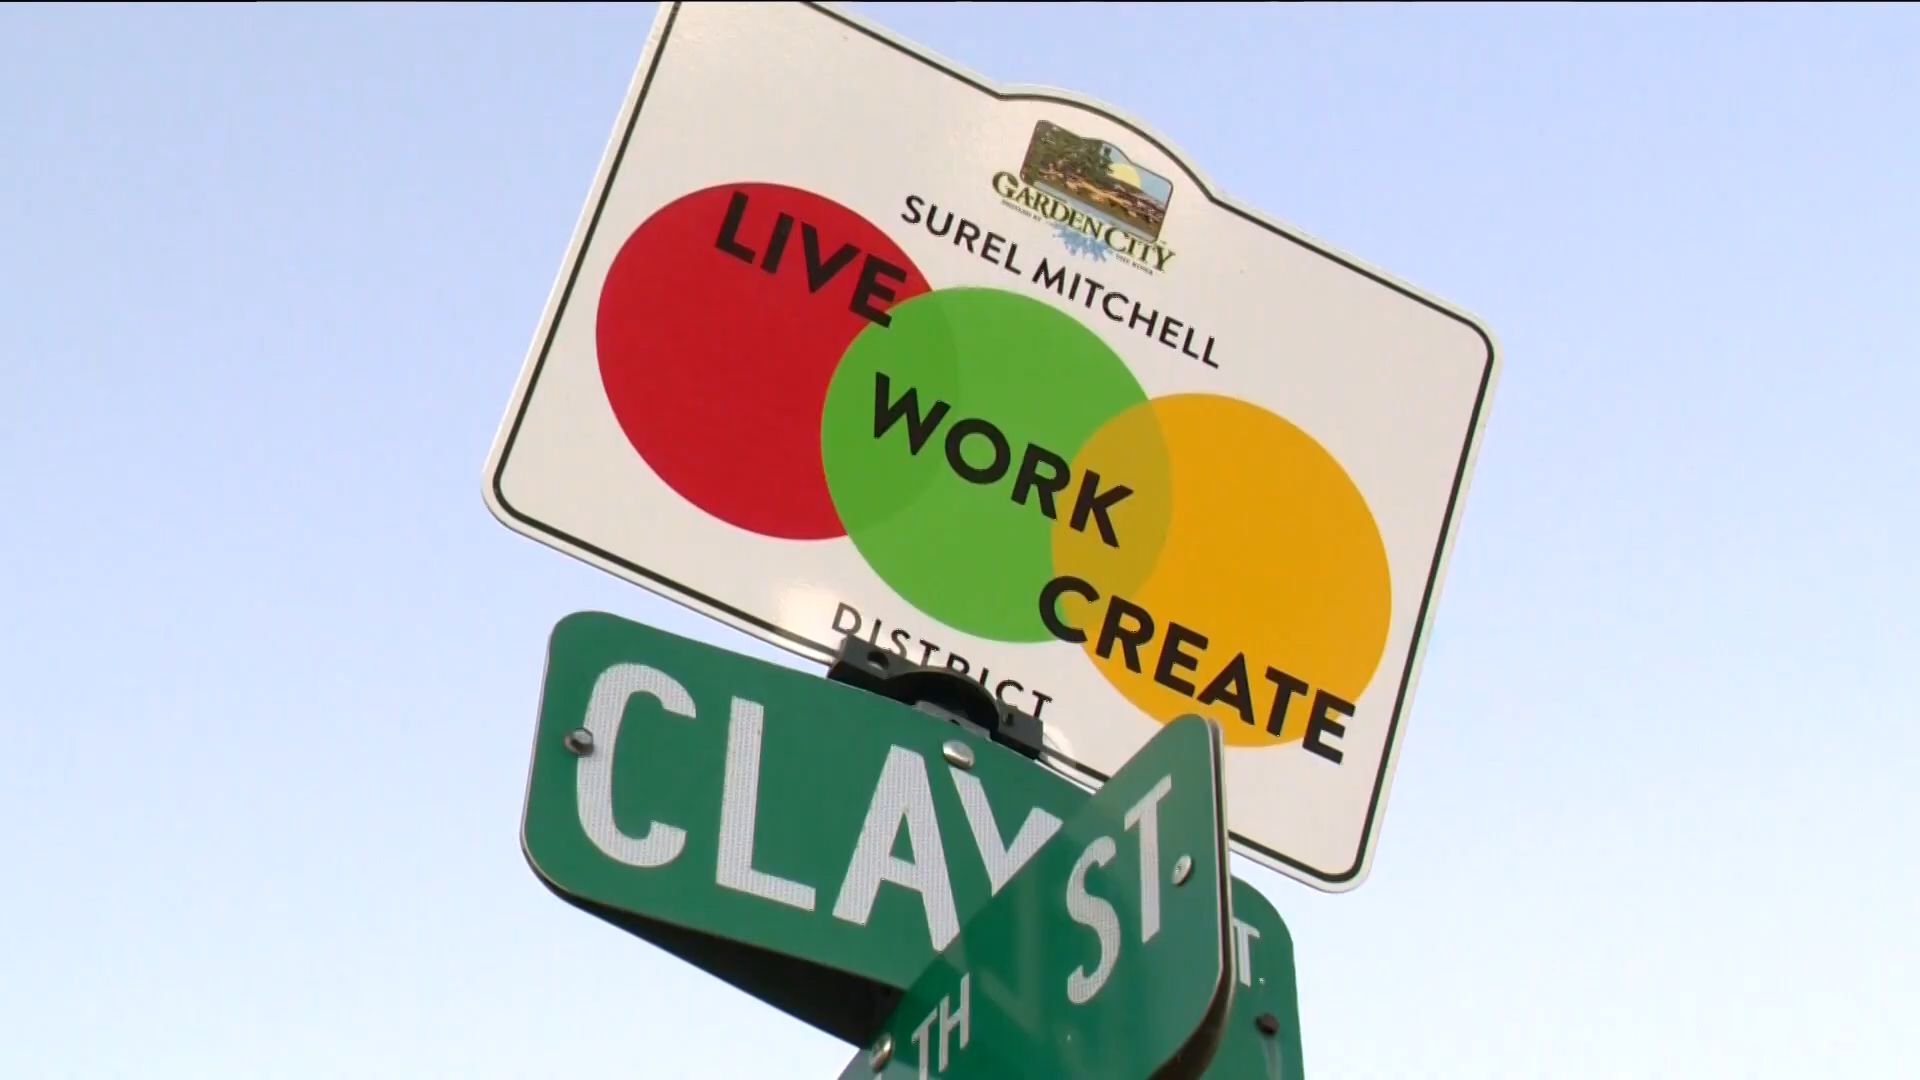 GARDEN CITY
SUREL MITCHELL
LIVE
WORK
CREATE
DISTRICT
CLAY
ST.
TH
T.